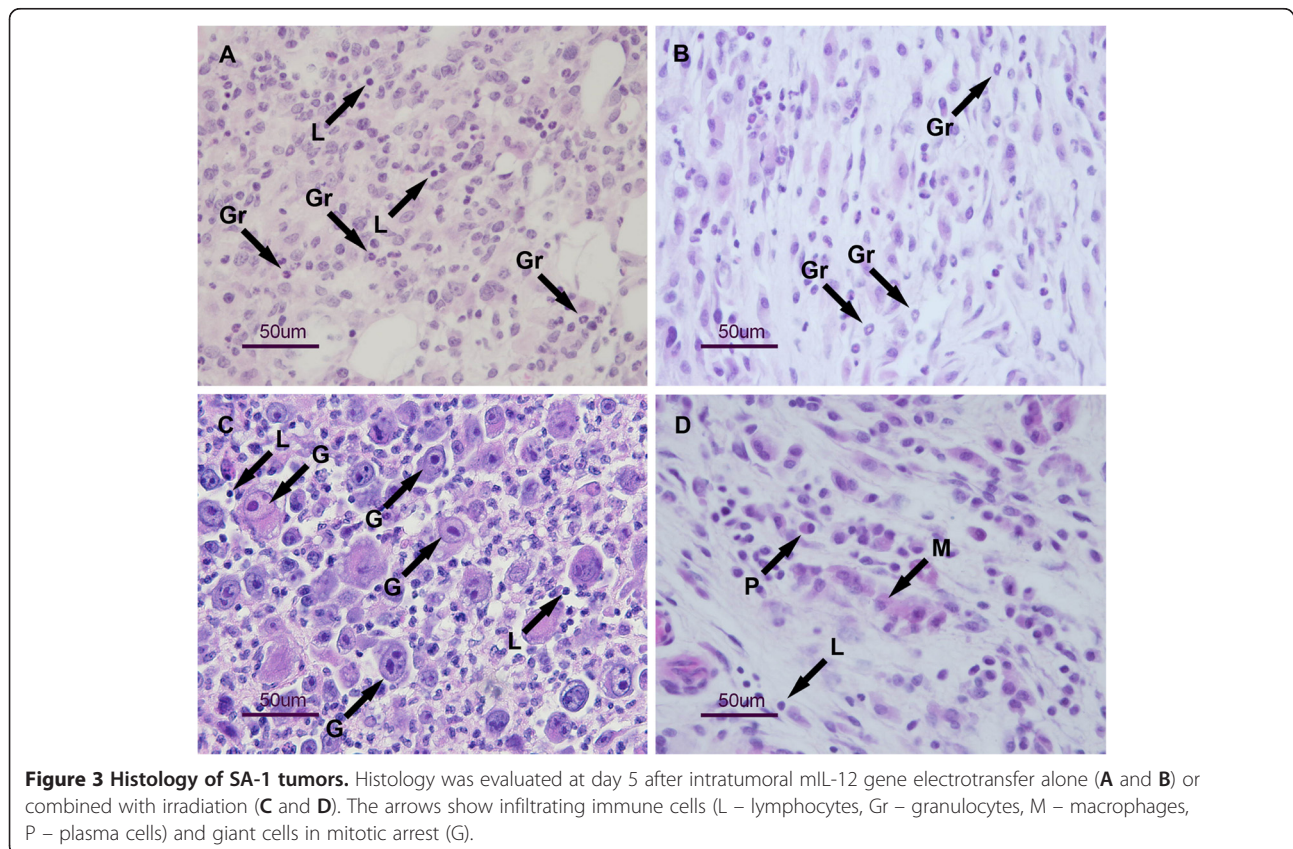 A
L
L
Gr
Gr
Gr
50um
B
Gr
Gr
Gr
50um
C
L
G
G
G
L
G
50um
D
M
P
L
50um
Figure 3 Histology of SA-1 tumors. Histology was evaluated at day 5 after intratumoral mIL-12 gene electrotransfer alone (A and B) or
combined with irradiation (C and D). The arrows show infiltrating immune cells (L – lymphocytes, Gr – granulocytes, M – macrophages,
P – plasma cells) and giant cells in mitotic arrest (G).